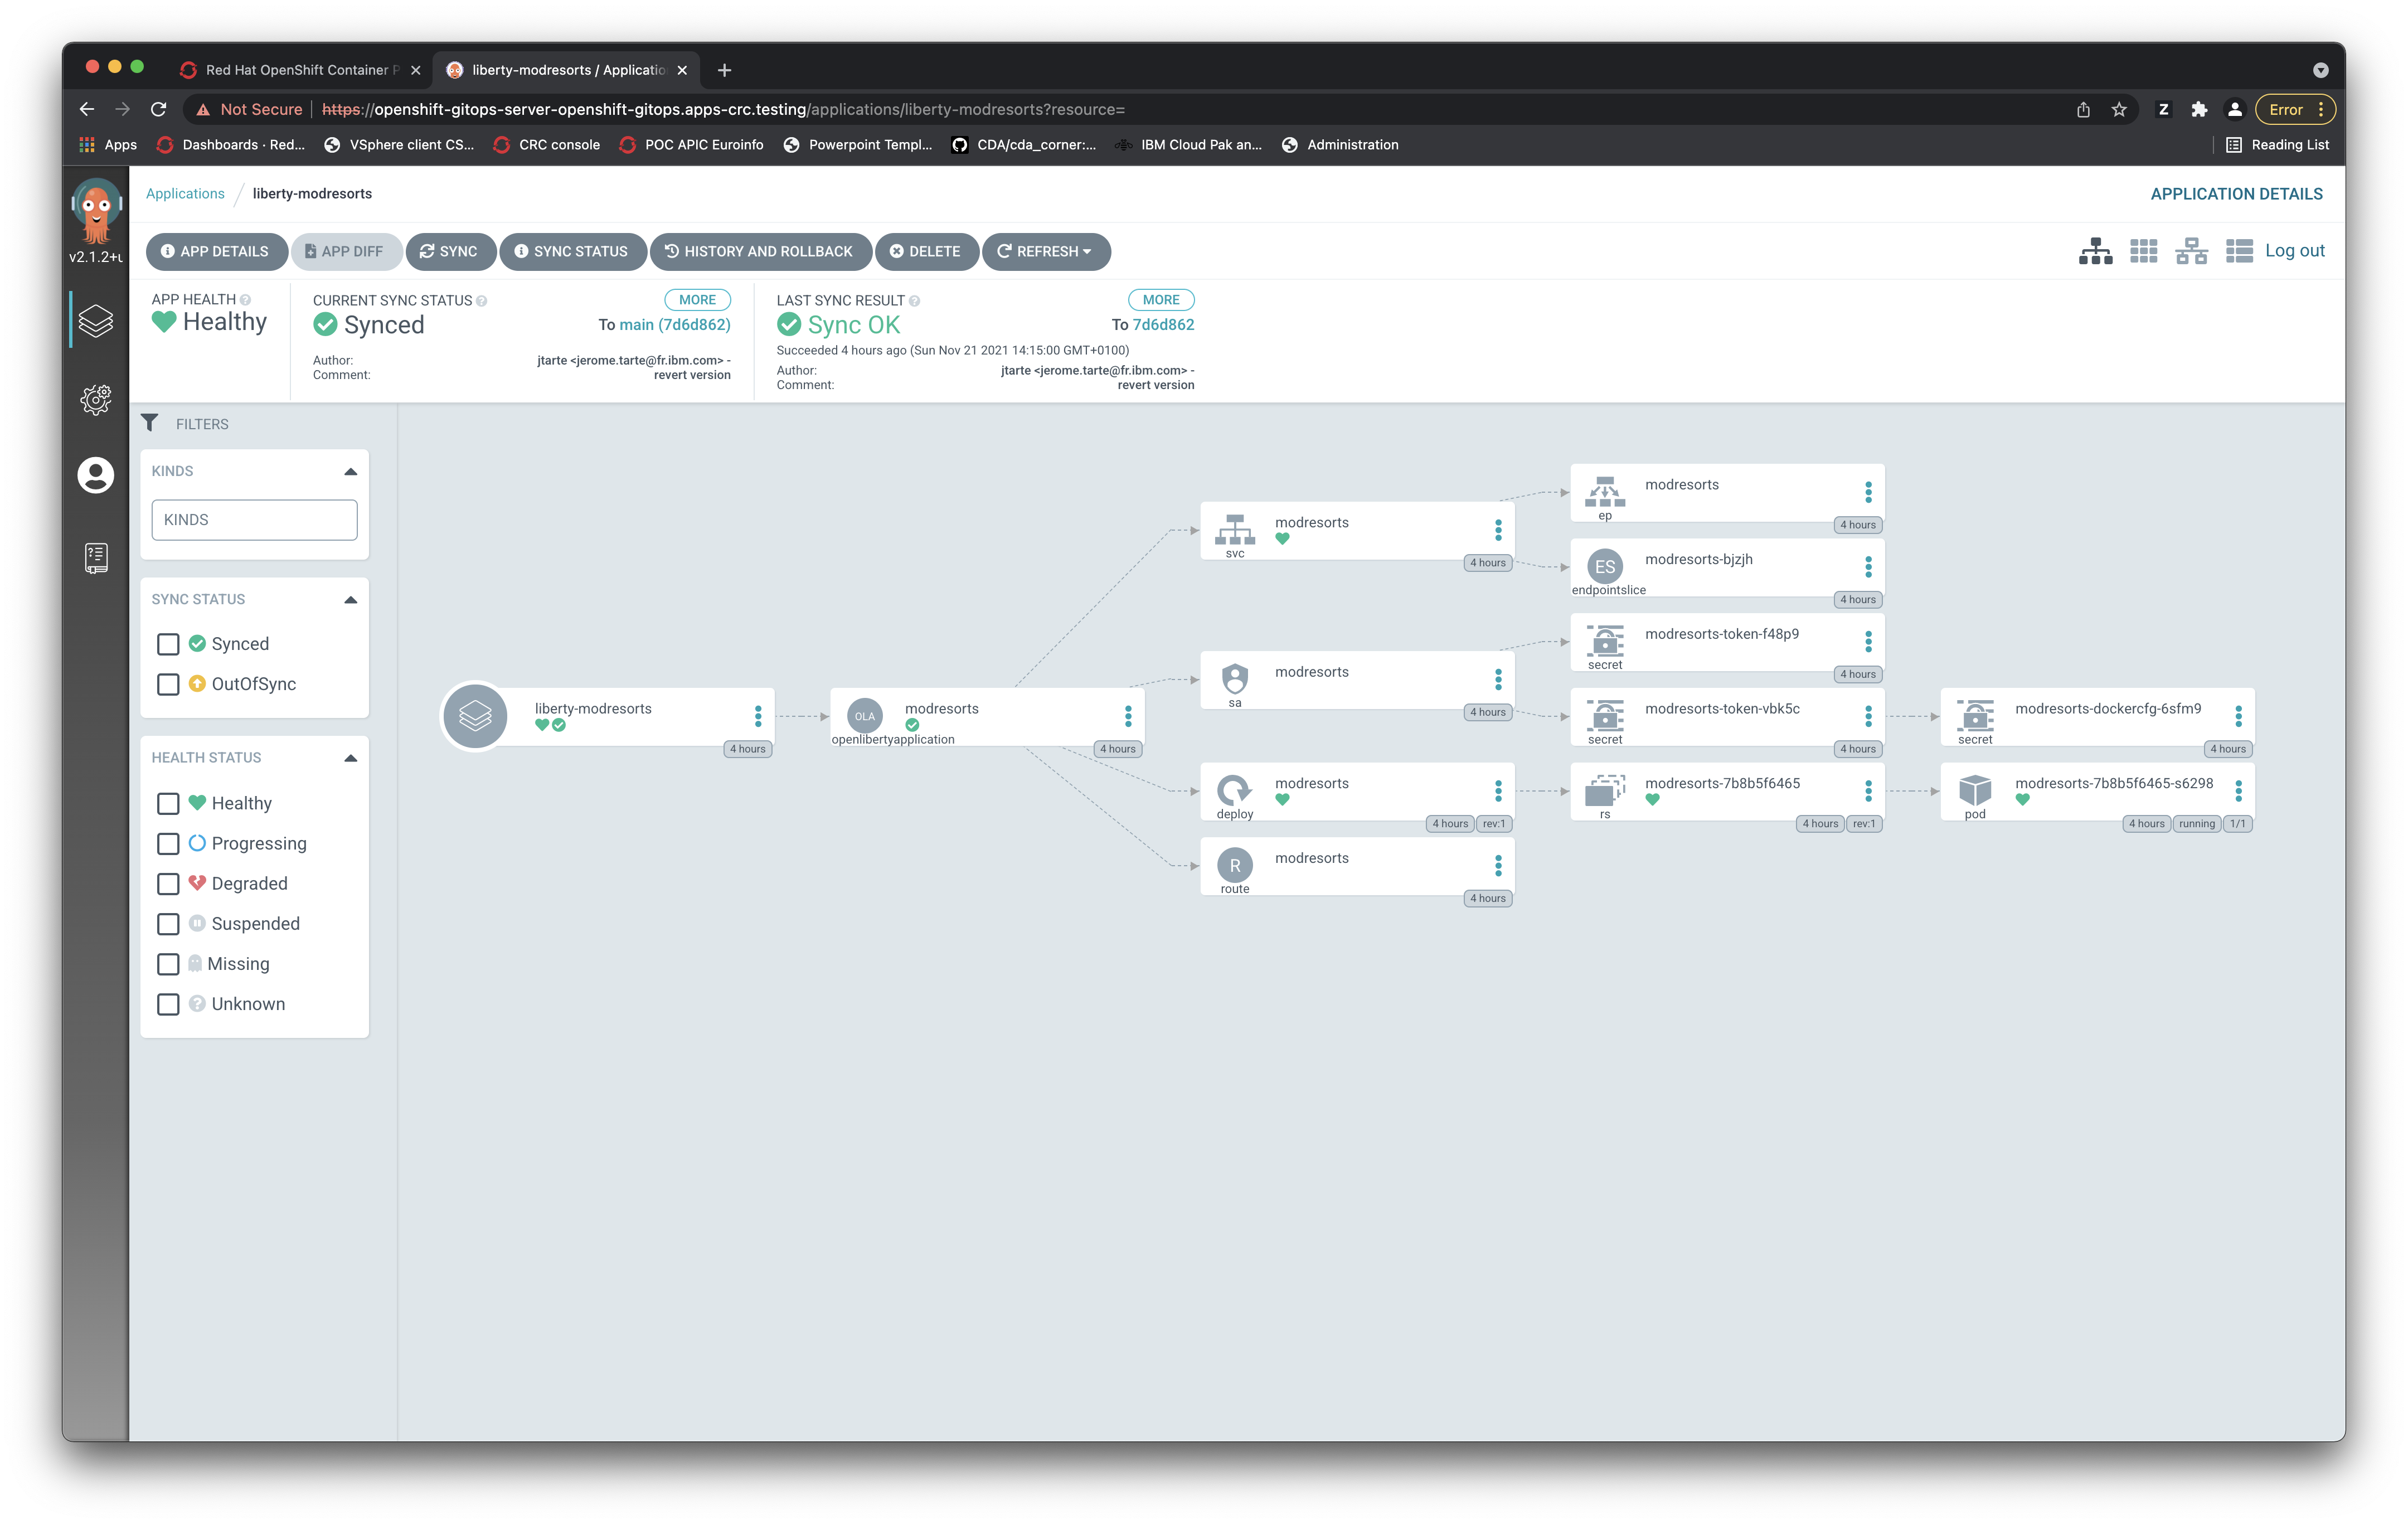 Red Hat OpenShift Container P
liberty-modresorts / Applicatio
Not Secure | https://openshift-gitops-server-openshift-gitops.apps-crc.testing/applications/liberty-modresorts?resource=
Z
Error
Apps
Dashboards · Red...
VSphere client CS...
CRC console
POC APIC Euroinfo
Powerpoint Templ...
CDA/cda_corner:...
IBM Cloud Pak an...
Administration
Reading List
v2.1.2+u
Applications / liberty-modresorts
APPLICATION DETAILS
APP DETAILS
APP DIFF
SYNC
SYNC STATUS
HISTORY AND ROLLBACK
DELETE
REFRESH
Log out
APP HEALTH
Healthy
CURRENT SYNC STATUS
MORE
Synced
To main (7d6d862)
Author: jtarte <jerome.tarte@fr.ibm.com> -
Comment: revert version
LAST SYNC RESULT
MORE
Sync OK
To 7d6d862
Succeeded 4 hours ago (Sun Nov 21 2021 14:15:00 GMT+0100)
Author: jtarte <jerome.tarte@fr.ibm.com> -
Comment: revert version
FILTERS
KINDS
KINDS
SYNC STATUS
Synced
OutOfSync
HEALTH STATUS
Healthy
Progressing
Degraded
Suspended
Missing
Unknown
liberty-modresorts
4 hours
OLA
openlibertyapplication
modresorts
4 hours
svc
modresorts
4 hours
sa
modresorts
4 hours
deploy
modresorts
4 hours
rev:1
R
route
modresorts
4 hours
ep
modresorts
4 hours
ES
endpointslice
modresorts-bjzjh
4 hours
secret
modresorts-token-f48p9
4 hours
secret
modresorts-token-vbk5c
4 hours
rs
modresorts-7b8b5f6465
4 hours
rev:1
secret
modresorts-dockercfg-6sfm9
4 hours
pod
modresorts-7b8b5f6465-s6298
4 hours
running
1/1